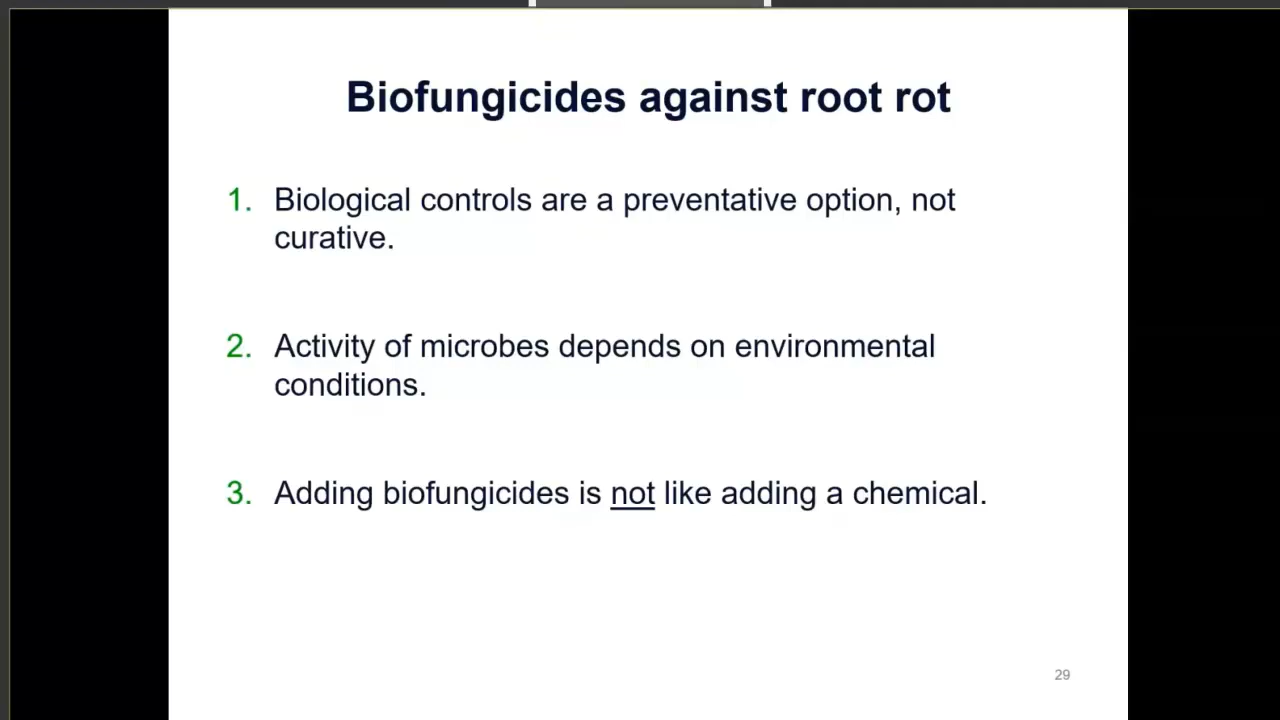 Biofungicides against root rot
1. Biological controls are a preventative option, not
curative.
2. Activity of microbes depends on environmental
conditions.
3. Adding biofungicides is not like adding a chemical.
29